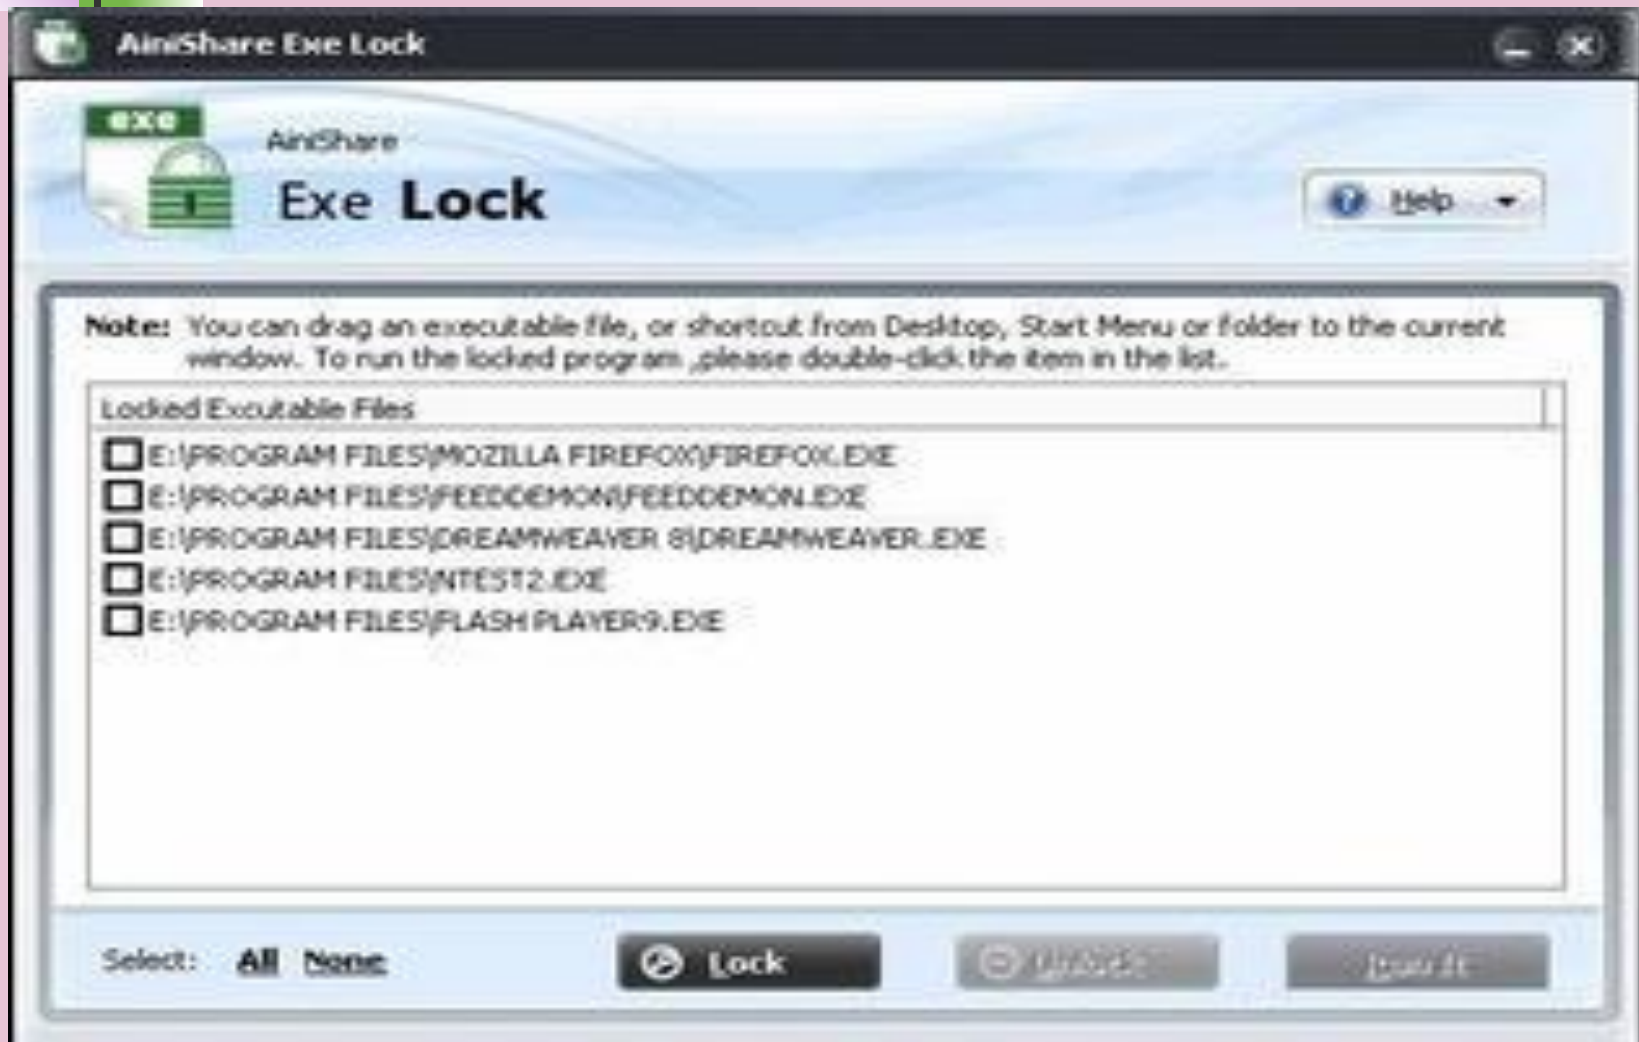 AiniShare Exe Lock
exe
AiniShare
Exe Lock
Help
Note: You can drag an executable file, or shortcut from Desktop, Start Menu or folder to the current
window. To run the locked program ,please double-click the item in the list.
Locked Excutable Files
E:\PROGRAM FILES\MOZILLA FIREFOX\FIREFOX.EXE
E:\PROGRAM FILES\FEEDDEMON\FEEDDEMON.EXE
E:\PROGRAM FILES\DREAMWEAVER 8\DREAMWEAVER.EXE
E:\PROGRAM FILES\NTEST2.EXE
E:\PROGRAM FILES\FLASH PLAYER9.EXE
Select: All None Lock